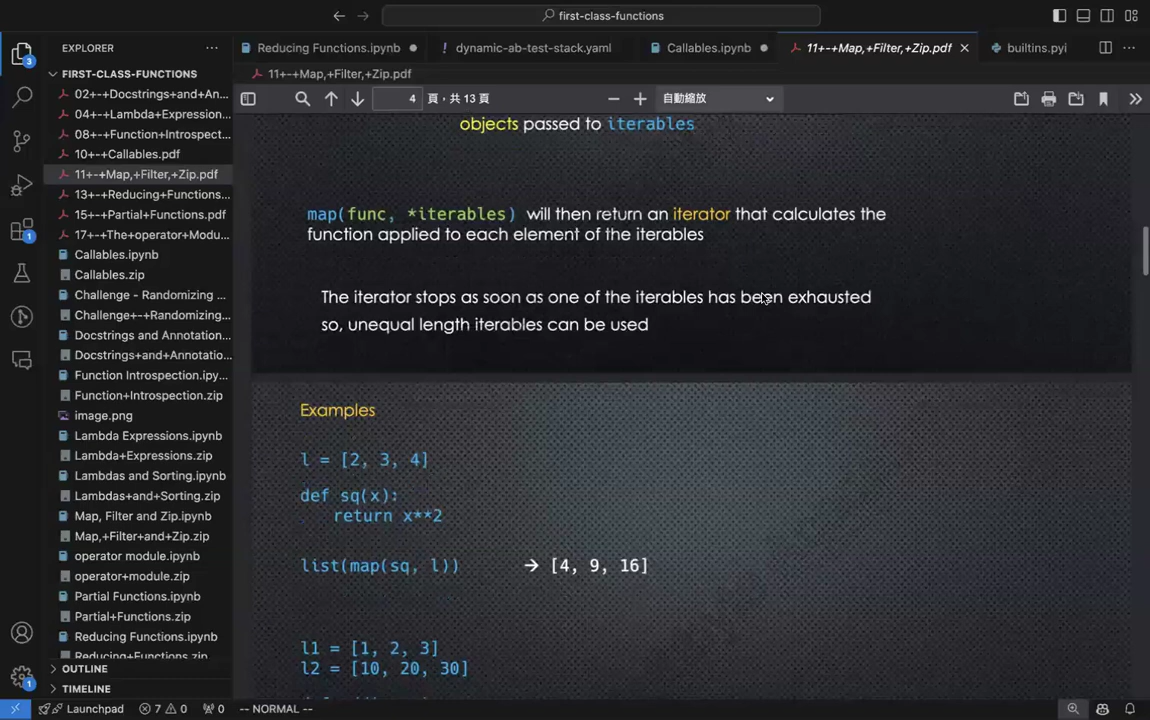 first-class-functions
EXPLORER
Reducing Functions.ipynb
dynamic-ab-test-stack.yaml
Callables.ipynb
11+-+Map,+Filter,+Zip.pdf
builtins.pyi
FIRST-CLASS-FUNCTIONS
11+-+Map,+Filter,+Zip.pdf
02+-+Docstrings+and+An...
04+-+Lambda+Expression...
08+-+Function+Introspect...
10+-+Callables.pdf
11+-+Map,+Filter,+Zip.pdf
13+-+Reducing+Functions...
15+-+Partial+Functions.pdf
17+-+The+operator+Modu...
Callables.ipynb
Callables.zip
Challenge - Randomizing ...
Challenge+-+Randomizing...
Docstrings and Annotation...
Docstrings+and+Annotatio...
Function Introspection.ipy...
Function+Introspection.zip
image.png
Lambda Expressions.ipynb
Lambda+Expressions.zip
Lambdas and Sorting.ipynb
Lambdas+and+Sorting.zip
Map, Filter and Zip.ipynb
Map,+Filter+and+Zip.zip
operator module.ipynb
operator+module.zip
Partial Functions.ipynb
Partial+Functions.zip
Reducing Functions.ipynb
Reducing+Functions.zip
OUTLINE
TIMELINE
4 頁，共 13 頁
自動縮放
objects passed to iterables
map(func, *iterables) will then return an iterator that calculates the
function applied to each element of the iterables
The iterator stops as soon as one of the iterables has been exhausted
so, unequal length iterables can be used
Examples
l = [2, 3, 4]
def sq(x):
return x**2
list(map(sq, l)) → [4, 9, 16]
l1 = [1, 2, 3]
l2 = [10, 20, 30]
3
1
1
Launchpad 7 0 0 -- NORMAL --